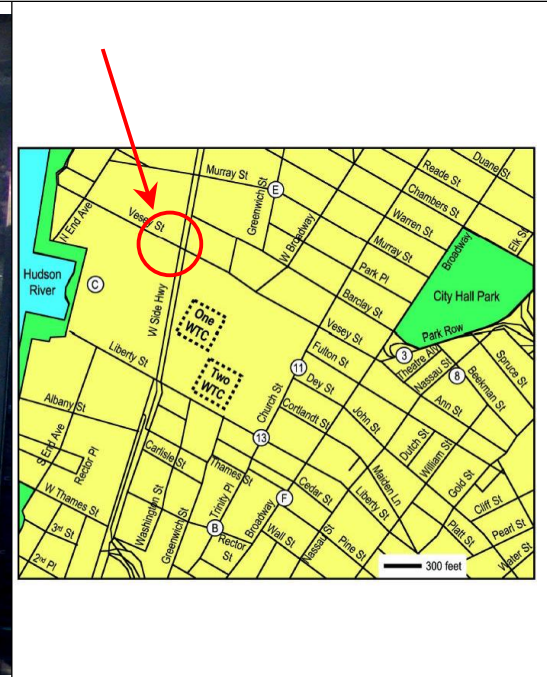 Duane St
Reade St
Murray St
Chambers St
Greenwich St
E
Elk St
N End Ave
Vesey St
Warren St
Broadway
W Broadway
Murray St
Park Pl
Hudson
River
C
City Hall Park
Barclay St
W Side Hwy
One
WTC
Vesey St
Park Row
Fulton St
3
Theatre Aly
Nassau St
8
Spruce St
Liberty St
Two
WTC
11
Dey St
Beekman St
Albany St
Church St
Cortlandt St
John St
Ann St
S End Ave
Rector Pl
13
Carlisle St
Thames St
Dutch St
William St
Maiden Ln
Gold St
W Thames St
Washington St
Trinity Pl
Broadway
F
Cedar St
Liberty St
Cliff St
3rd St
Greenwich St
B
Rector
St
Wall St
Nassau St
Pine St
Platt St
Pearl St
Water St
2nd Pl
300 feet